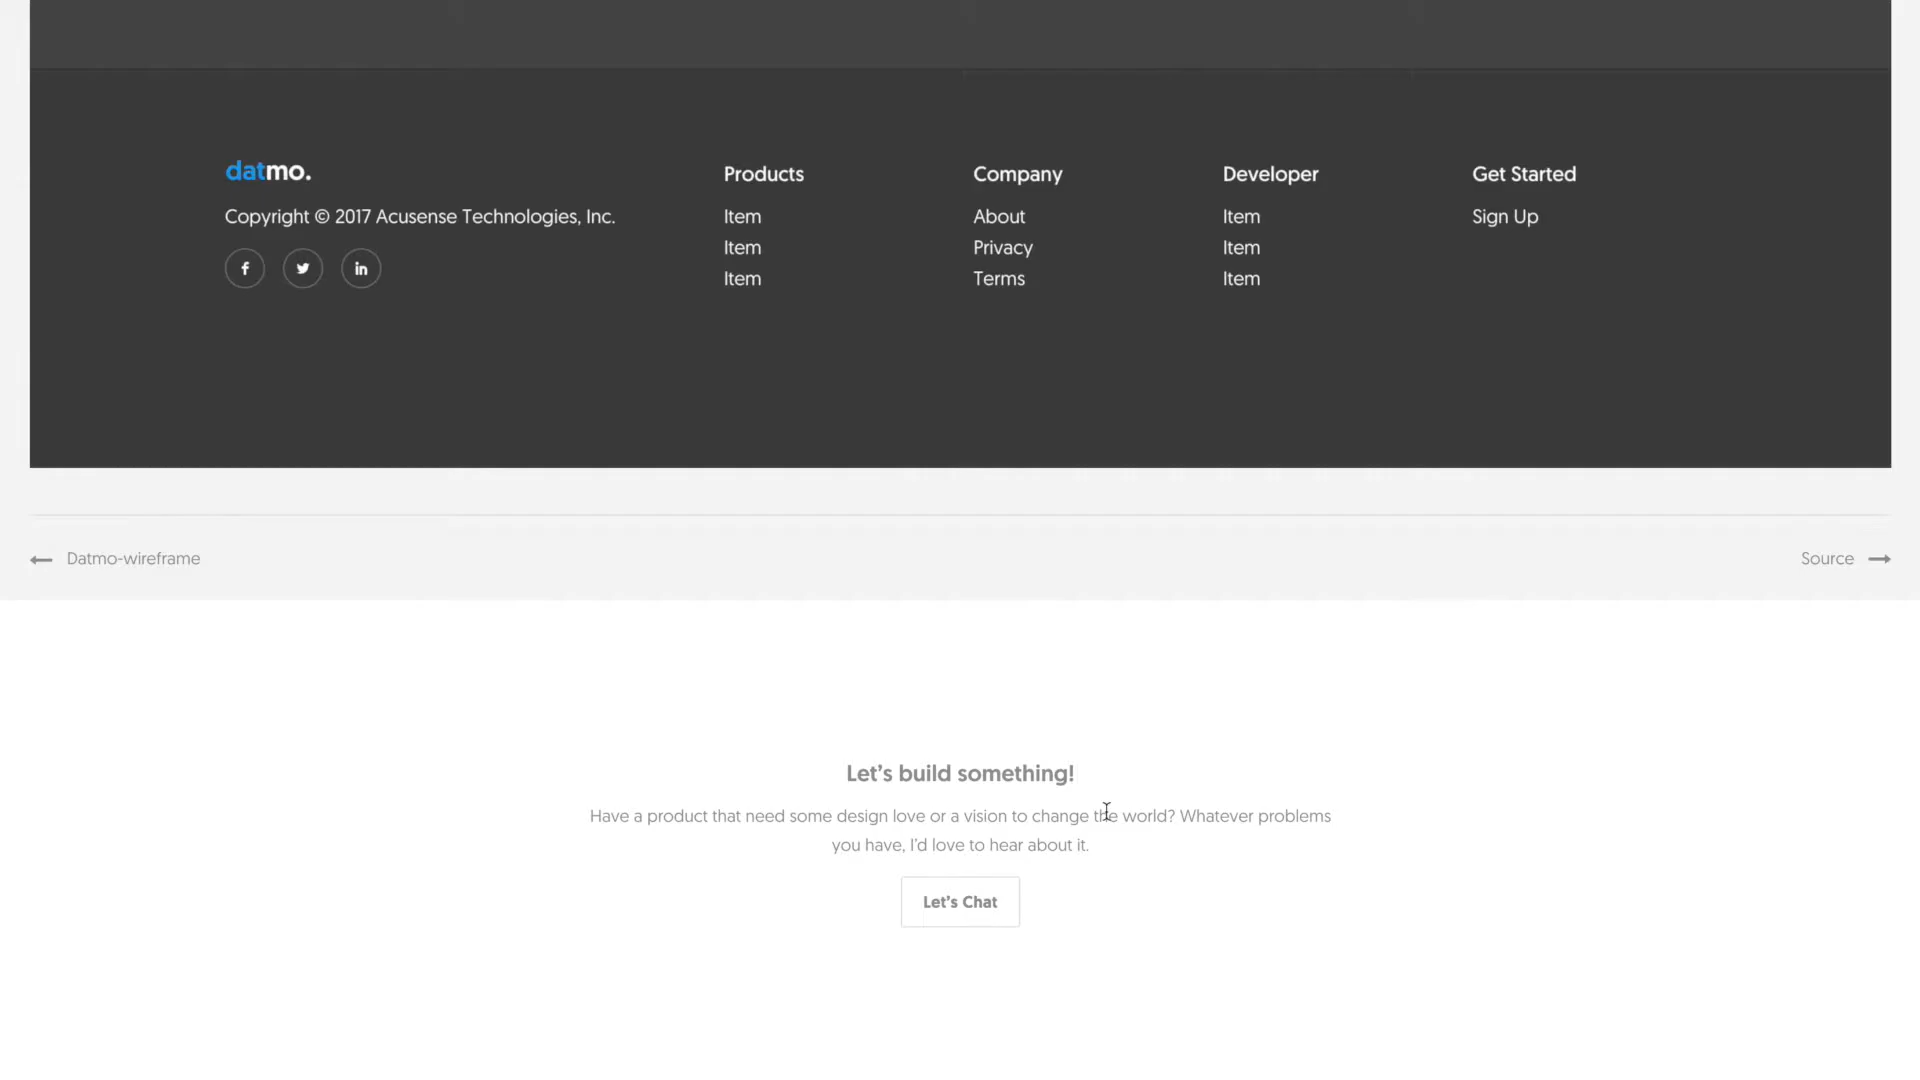 datmo.
Copyright © 2017 Acusense Technologies, Inc.
Products
Item
Item
Item
Company
About
Privacy
Terms
Developer
Item
Item
Item
Get Started
Sign Up
Datmo-wireframe
Source
Let's build something!
Have a product that need some design love or a vision to change the world? Whatever problems
you have, I'd love to hear about it.
Let's Chat